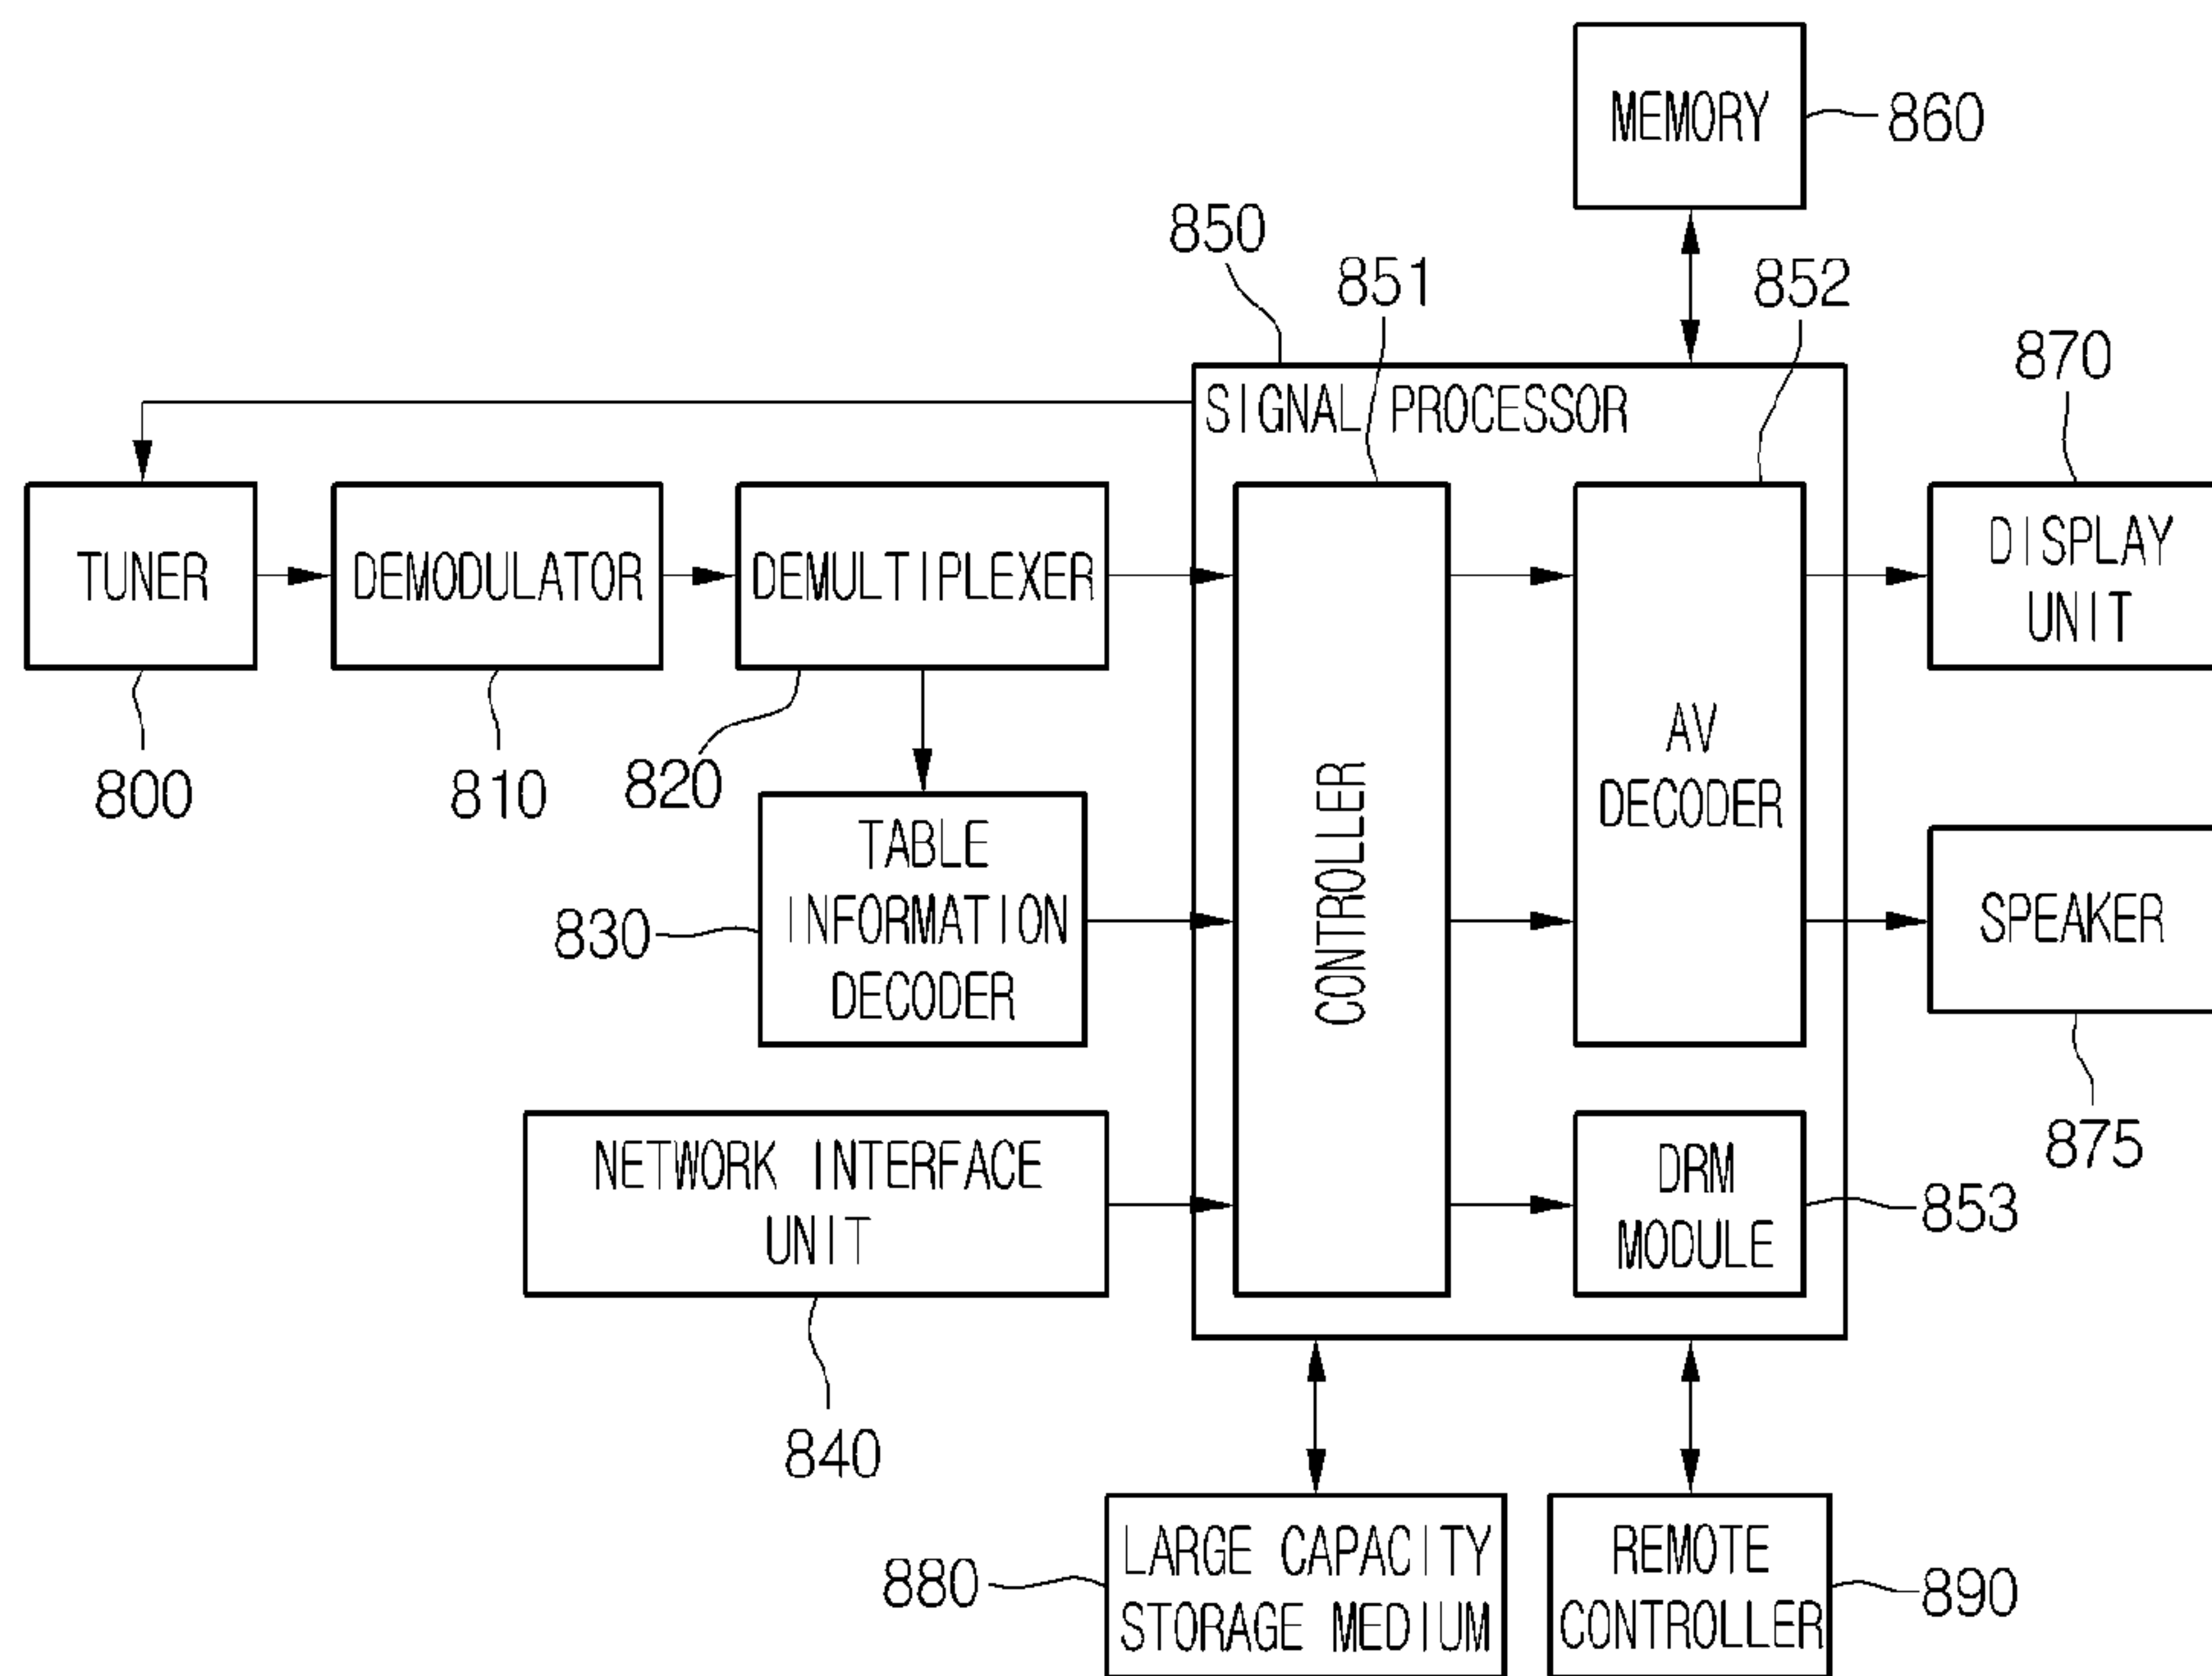 MEMORY
860
850
851
852
870
SIGNAL PROCESSOR
TUNER
DEMODULATOR
DEMULTIPLEXER
DISPLAY
UNIT
800
810
820
AV
DECODER
CONTROLLER
TABLE
INFORMATION
DECODER
830
SPEAKER
875
NETWORK INTERFACE
UNIT
DRM
MODULE
853
840
LARGE CAPACITY
STORAGE MEDIUM
880
REMOTE
CONTROLLER
890